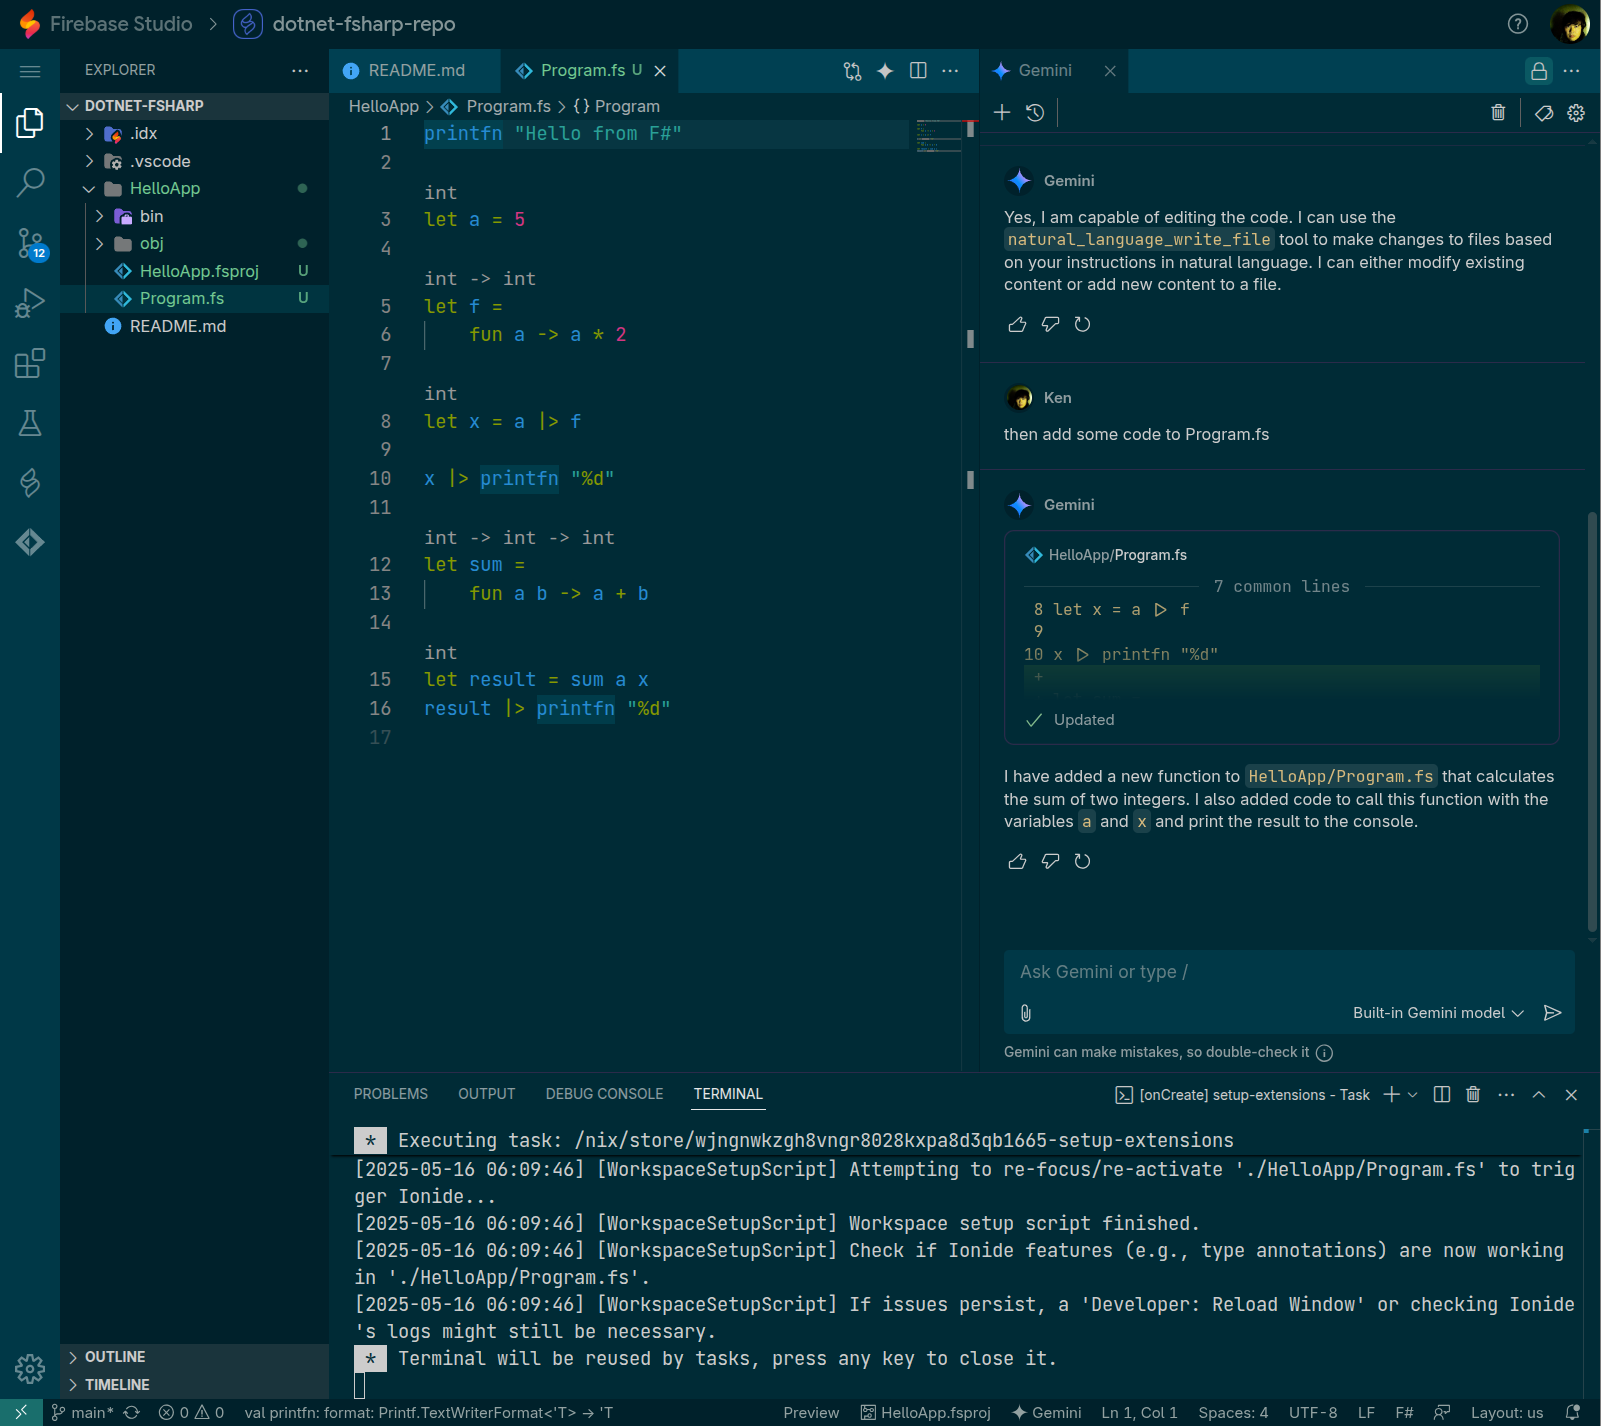 Firebase Studio > dotnet-fsharp-repo
EXPLORER
DOTNET-FSHARP
.idx
.vscode
HelloApp
bin
obj
HelloApp.fsproj U
Program.fs U
README.md
12
OUTLINE
TIMELINE
README.md
Program.fs U
HelloApp > Program.fs > {} Program
1 printfn "Hello from F#"
2
int
3 let a = 5
4
int -> int
5 let f =
6 fun a -> a * 2
7
int
8 let x = a |> f
9
10 x |> printfn "%d"
11
int -> int -> int
12 let sum =
13 fun a b -> a + b
14
int
15 let result = sum a x
16 result |> printfn "%d"
17
Gemini
Gemini
Yes, I am capable of editing the code. I can use the
natural_language_write_file tool to make changes to files based
on your instructions in natural language. I can either modify existing
content or add new content to a file.
Ken
then add some code to Program.fs
Gemini
HelloApp/Program.fs
7 common lines
8 let x = a |> f
9
10 x |> printfn "%d"
+
Updated
I have added a new function to HelloApp/Program.fs that calculates
the sum of two integers. I also added code to call this function with the
variables a and x and print the result to the console.
Ask Gemini or type /
Built-in Gemini model
Gemini can make mistakes, so double-check it
PROBLEMS OUTPUT DEBUG CONSOLE TERMINAL
[onCreate] setup-extensions - Task
* Executing task: /nix/store/wjngnwkzgh8vngr8028kxpa8d3qb1665-setup-extensions
[2025-05-16 06:09:46] [WorkspaceSetupScript] Attempting to re-focus/re-activate './HelloApp/Program.fs' to trig
ger Ionide...
[2025-05-16 06:09:46] [WorkspaceSetupScript] Workspace setup script finished.
[2025-05-16 06:09:46] [WorkspaceSetupScript] Check if Ionide features (e.g., type annotations) are now working
in './HelloApp/Program.fs'.
[2025-05-16 06:09:46] [WorkspaceSetupScript] If issues persist, a 'Developer: Reload Window' or checking Ionide
's logs might still be necessary.
* Terminal will be reused by tasks, press any key to close it.
main* 0 0 val printfn: format: Printf.TextWriterFormat<'T> -> 'T Preview HelloApp.fsproj Gemini Ln 1, Col 1 Spaces: 4 UTF-8 LF F# Layout: us